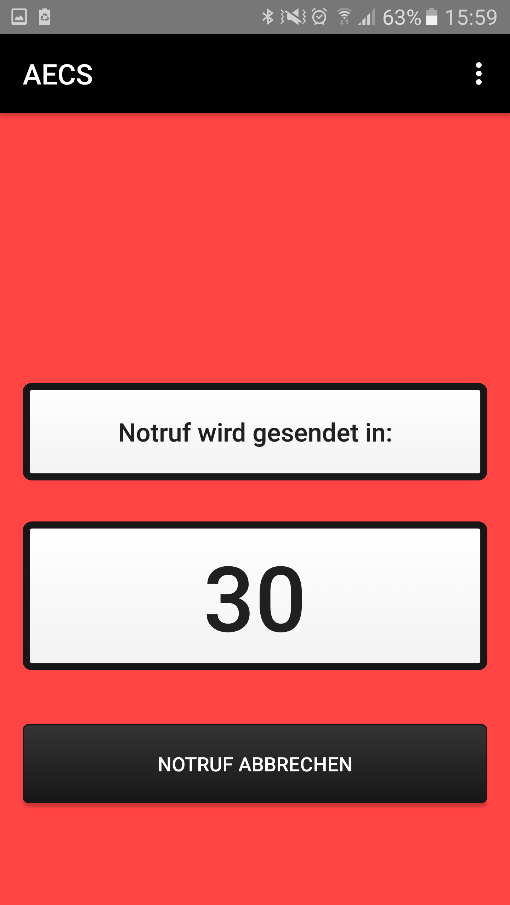 63% 15:59
AECS
Notruf wird gesendet in:
30
NOTRUF ABBRECHEN